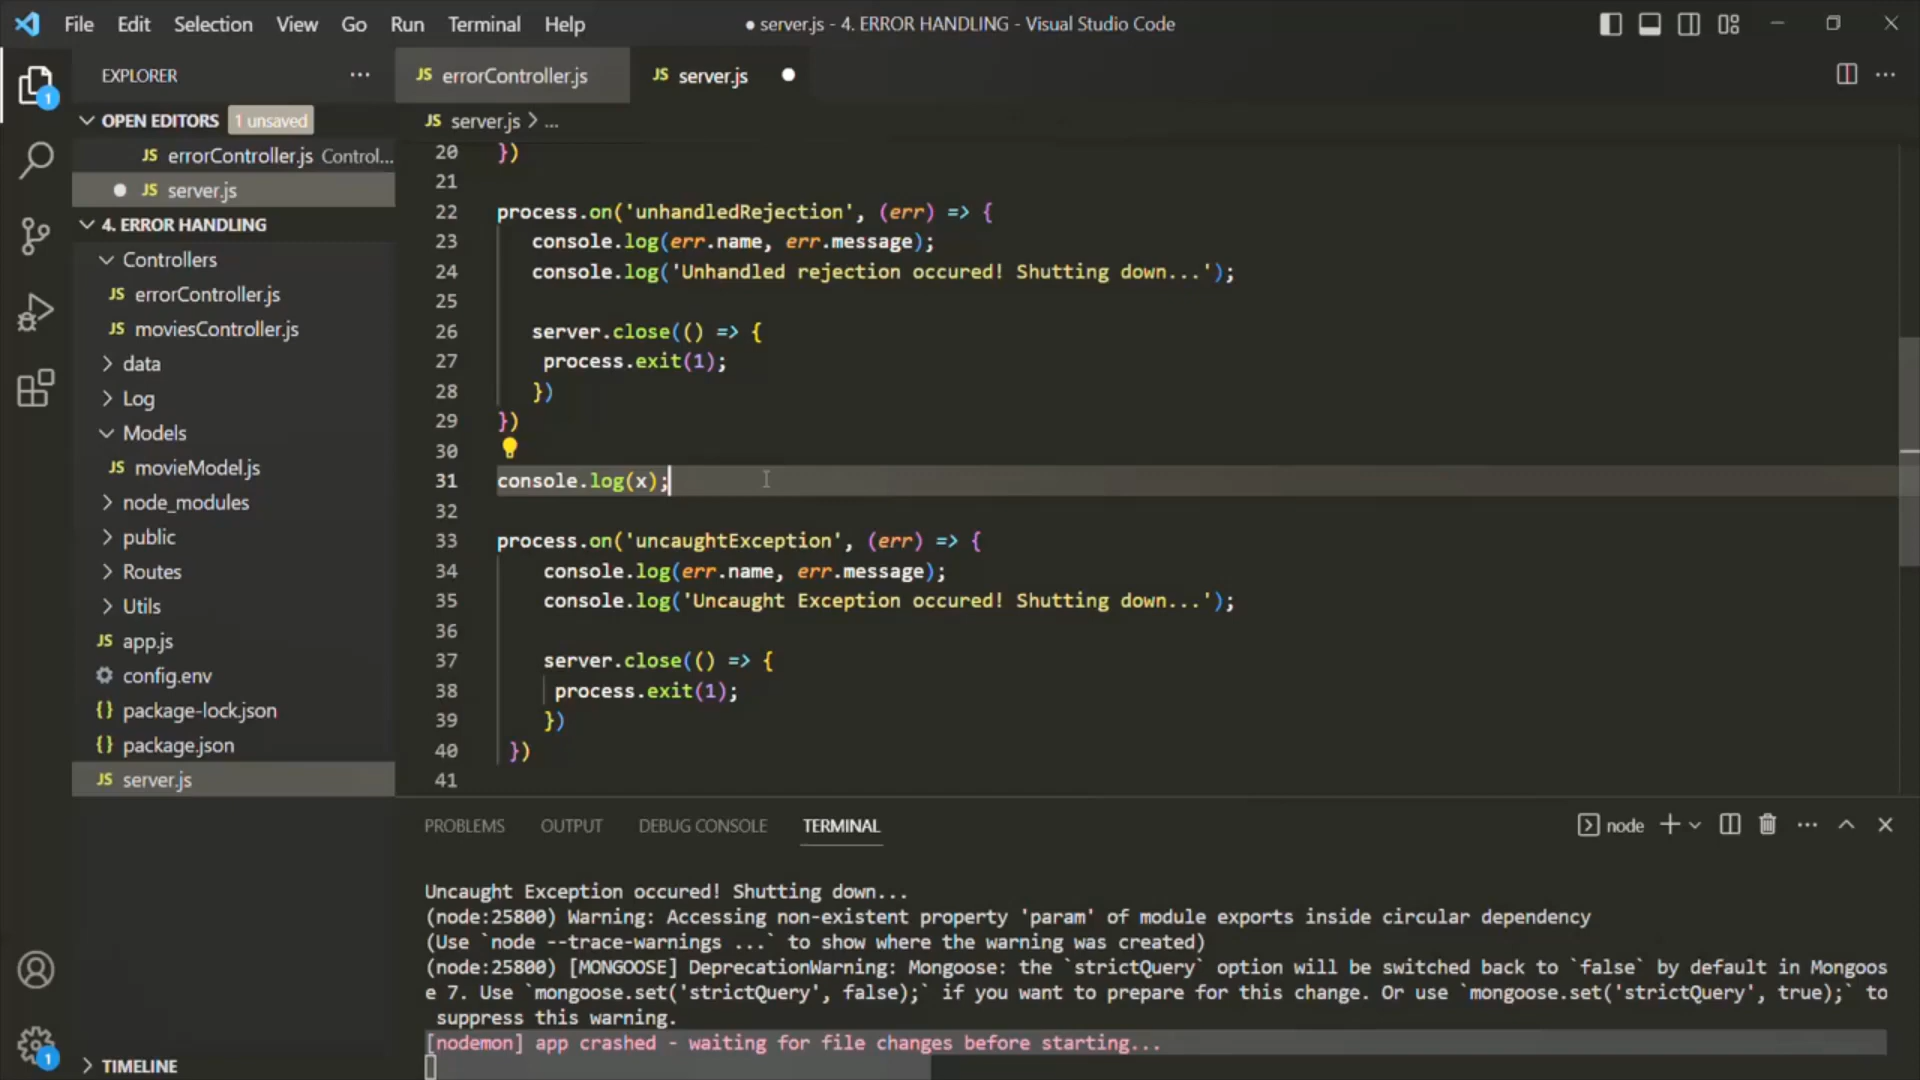 File Edit Selection View Go Run Terminal Help
● server.js - 4. ERROR HANDLING - Visual Studio Code
EXPLORER
OPEN EDITORS 1 unsaved
JS errorController.js Control...
JS server.js
4. ERROR HANDLING
Controllers
JS errorController.js
JS moviesController.js
data
Log
Models
JS movieModel.js
node_modules
public
Routes
Utils
JS app.js
config.env
{} package-lock.json
{} package.json
JS server.js
TIMELINE
1
1
JS errorController.js JS server.js
JS server.js > ...
20 })
21
22 process.on('unhandledRejection', (err) => {
23 console.log(err.name, err.message);
24 console.log('Unhandled rejection occured! Shutting down...');
25
26 server.close(() => {
27 process.exit(1);
28 })
29 })
30
31 console.log(x);
32
33 process.on('uncaughtException', (err) => {
34 console.log(err.name, err.message);
35 console.log('Uncaught Exception occured! Shutting down...');
36
37 server.close(() => {
38 process.exit(1);
39 })
40 })
41
PROBLEMS OUTPUT DEBUG CONSOLE TERMINAL
node
Uncaught Exception occured! Shutting down...
(node:25800) Warning: Accessing non-existent property 'param' of module exports inside circular dependency
(Use `node --trace-warnings ...` to show where the warning was created)
(node:25800) [MONGOOSE] DeprecationWarning: Mongoose: the `strictQuery` option will be switched back to `false` by default in Mongoos
e 7. Use `mongoose.set('strictQuery', false);` if you want to prepare for this change. Or use `mongoose.set('strictQuery', true);` to
suppress this warning.
[nodemon] app crashed - waiting for file changes before starting...